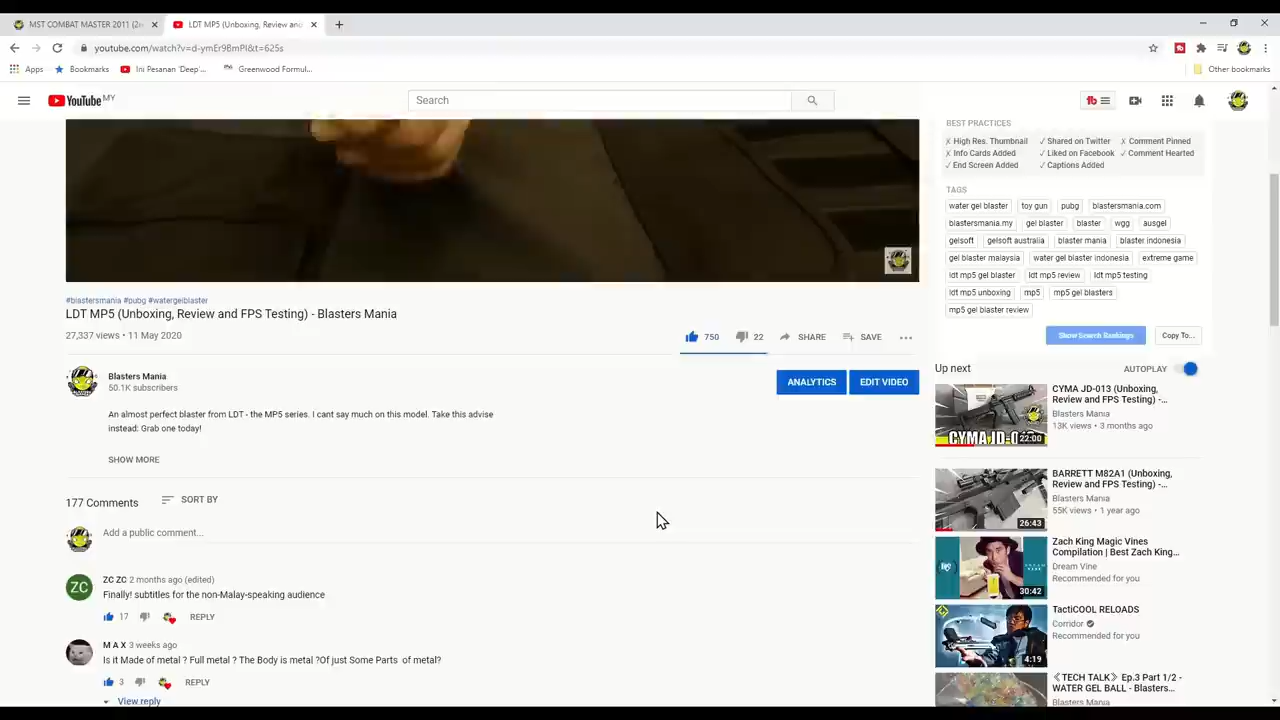 MST COMBAT MASTER 2011 (2
LDT MP5 (Unboxing, Review and
youtube.com/watch?v=d-ymEr9BmPI&t=625s
Apps
Bookmarks
Ini Pesanan 'Deep'...
Greenwood Formul...
Other bookmarks
YouTube MY
Search
BEST PRACTICES
✗ High Res. Thumbnail ✓ Shared on Twitter ✗ Comment Pinned
✗ Info Cards Added ✓ Liked on Facebook ✓ Comment Hearted
✓ End Screen Added ✓ Captions Added
TAGS
water gel blaster toy gun pubg blastersmania.com
blastersmania.my gel blaster blaster wgg ausgel
gelsoft gelsoft australia blaster mania blaster indonesia
gel blaster malaysia water gel blaster indonesia extreme game
ldt mp5 gel blaster ldt mp5 review ldt mp5 testing
ldt mp5 unboxing mp5 mp5 gel blasters
mp5 gel blaster review
Show Search Rankings Copy To...
#blastersmania #pubg #watergelblaster
LDT MP5 (Unboxing, Review and FPS Testing) - Blasters Mania
27,337 views • 11 May 2020
750 22 SHARE SAVE
Blasters Mania
50.1K subscribers
ANALYTICS EDIT VIDEO
An almost perfect blaster from LDT - the MP5 series. I cant say much on this model. Take this advise
instead: Grab one today!
SHOW MORE
177 Comments SORT BY
Add a public comment...
ZC
ZC ZC 2 months ago (edited)
Finally! subtitles for the non-Malay-speaking audience
17 REPLY
M A X 3 weeks ago
Is it Made of metal ? Full metal ? The Body is metal ?Of just Some Parts of metal?
3 REPLY
View reply
Up next AUTOPLAY
CYMA JD-013 (Unboxing,
Review and FPS Testing) -...
Blasters Mania
13K views • 3 months ago
22:00
BARRETT M82A1 (Unboxing,
Review and FPS Testing) -...
Blasters Mania
55K views • 1 year ago
26:43
Zach King Magic Vines
Compilation | Best Zach King...
Dream Vine
Recommended for you
30:42
TactiCOOL RELOADS
Corridor
Recommended for you
4:19
《TECH TALK》 Ep.3 Part 1/2 -
WATER GEL BALL - Blasters...
Blasters Mania